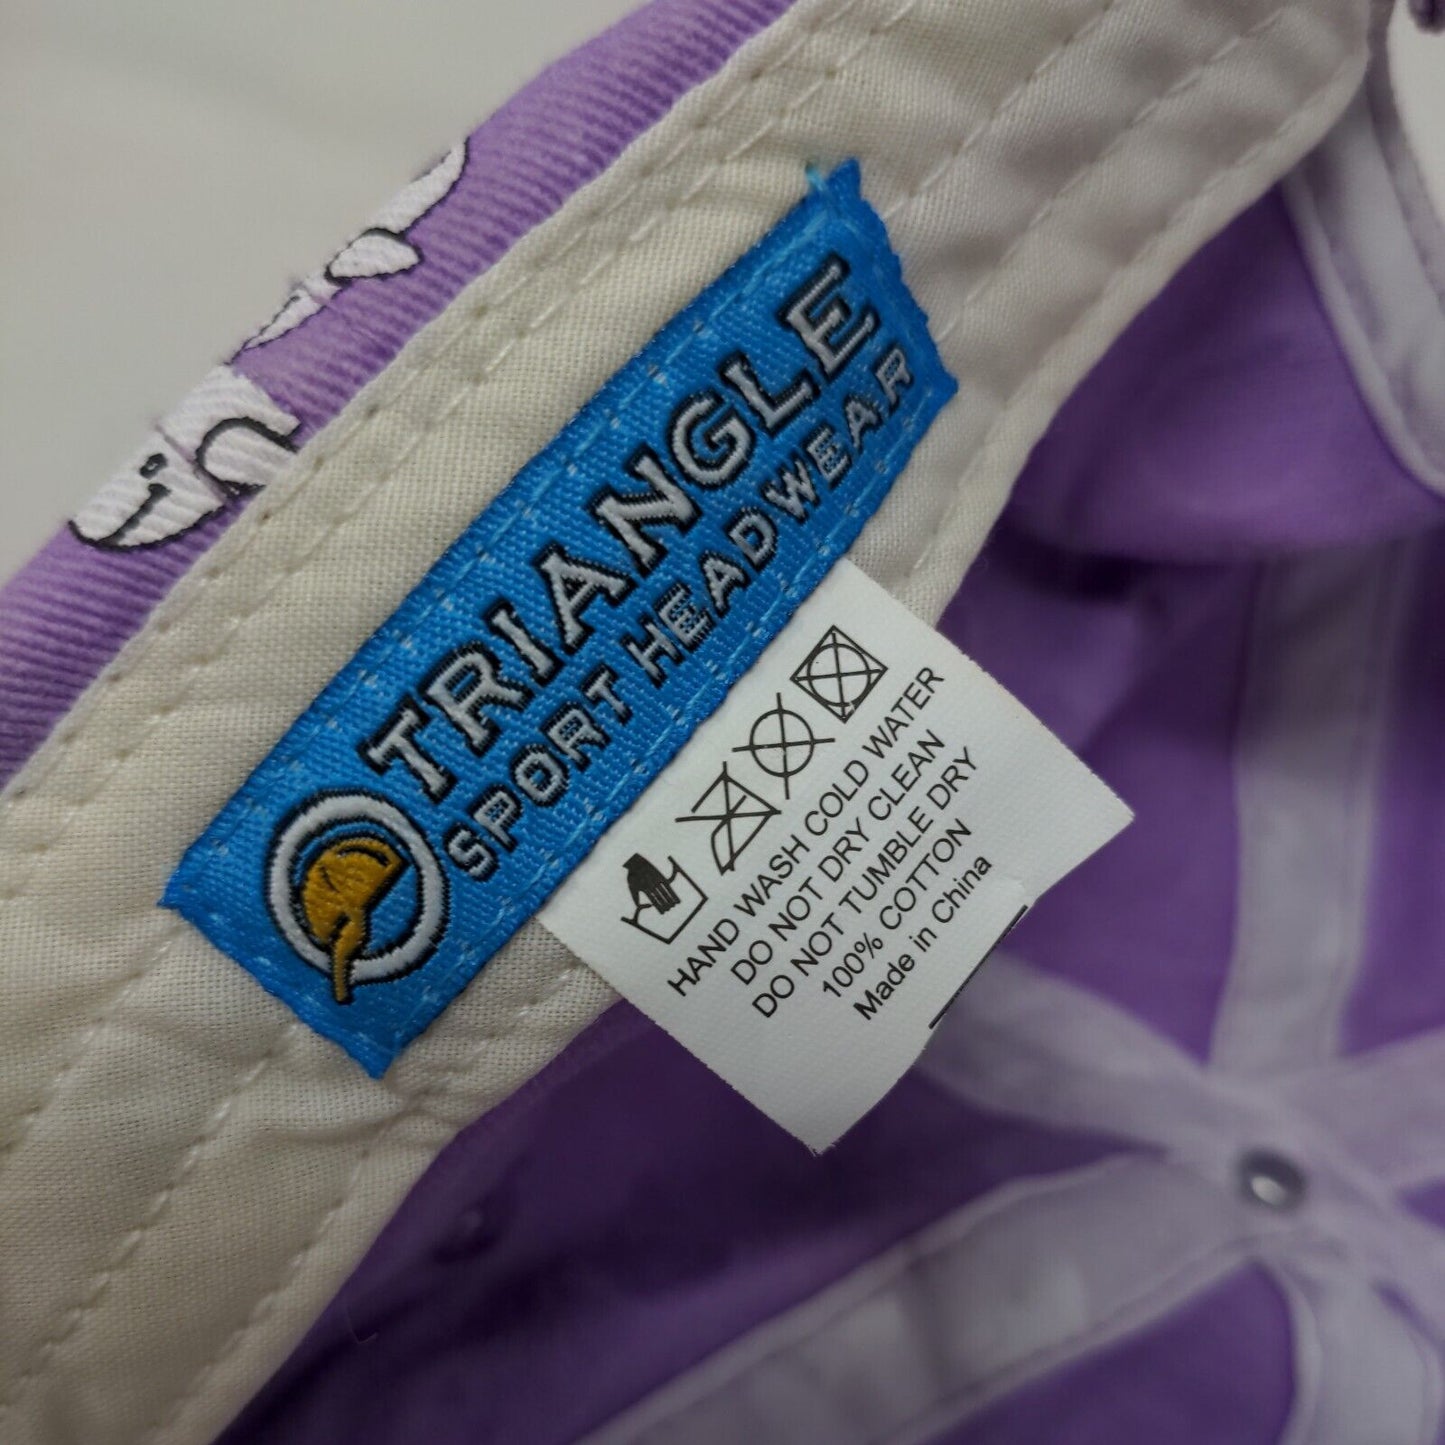 TRIANGLE
SPORT HEADWEAR
HAND WASH COLD WATER
DO NOT DRY CLEAN
DO NOT TUMBLE DRY
100% COTTON
Made in China